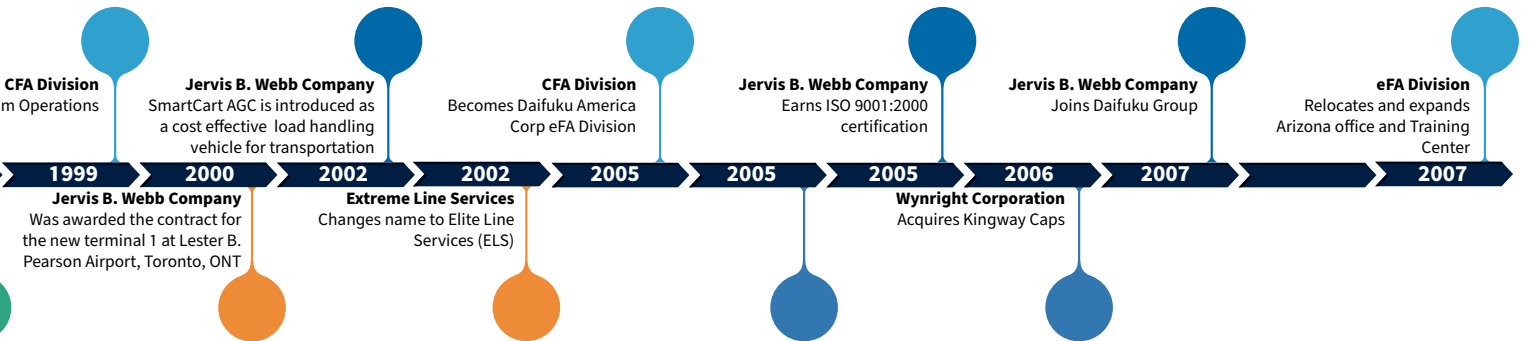 CFA Division
m Operations
Jervis B. Webb Company
SmartCart AGC is introduced as
a cost effective load handling
vehicle for transportation
CFA Division
Becomes Daifuku America
Corp eFA Division
Jervis B. Webb Company
Earns ISO 9001:2000
certification
Jervis B. Webb Company
Joins Daifuku Group
eFA Division
Relocates and expands
Arizona office and Training
Center
1999 2000 2002 2002 2005 2005 2005 2006 2007 2007
Jervis B. Webb Company
Was awarded the contract for
the new terminal 1 at Lester B.
Pearson Airport, Toronto, ONT
Extreme Line Services
Changes name to Elite Line
Services (ELS)
Wynright Corporation
Acquires Kingway Caps